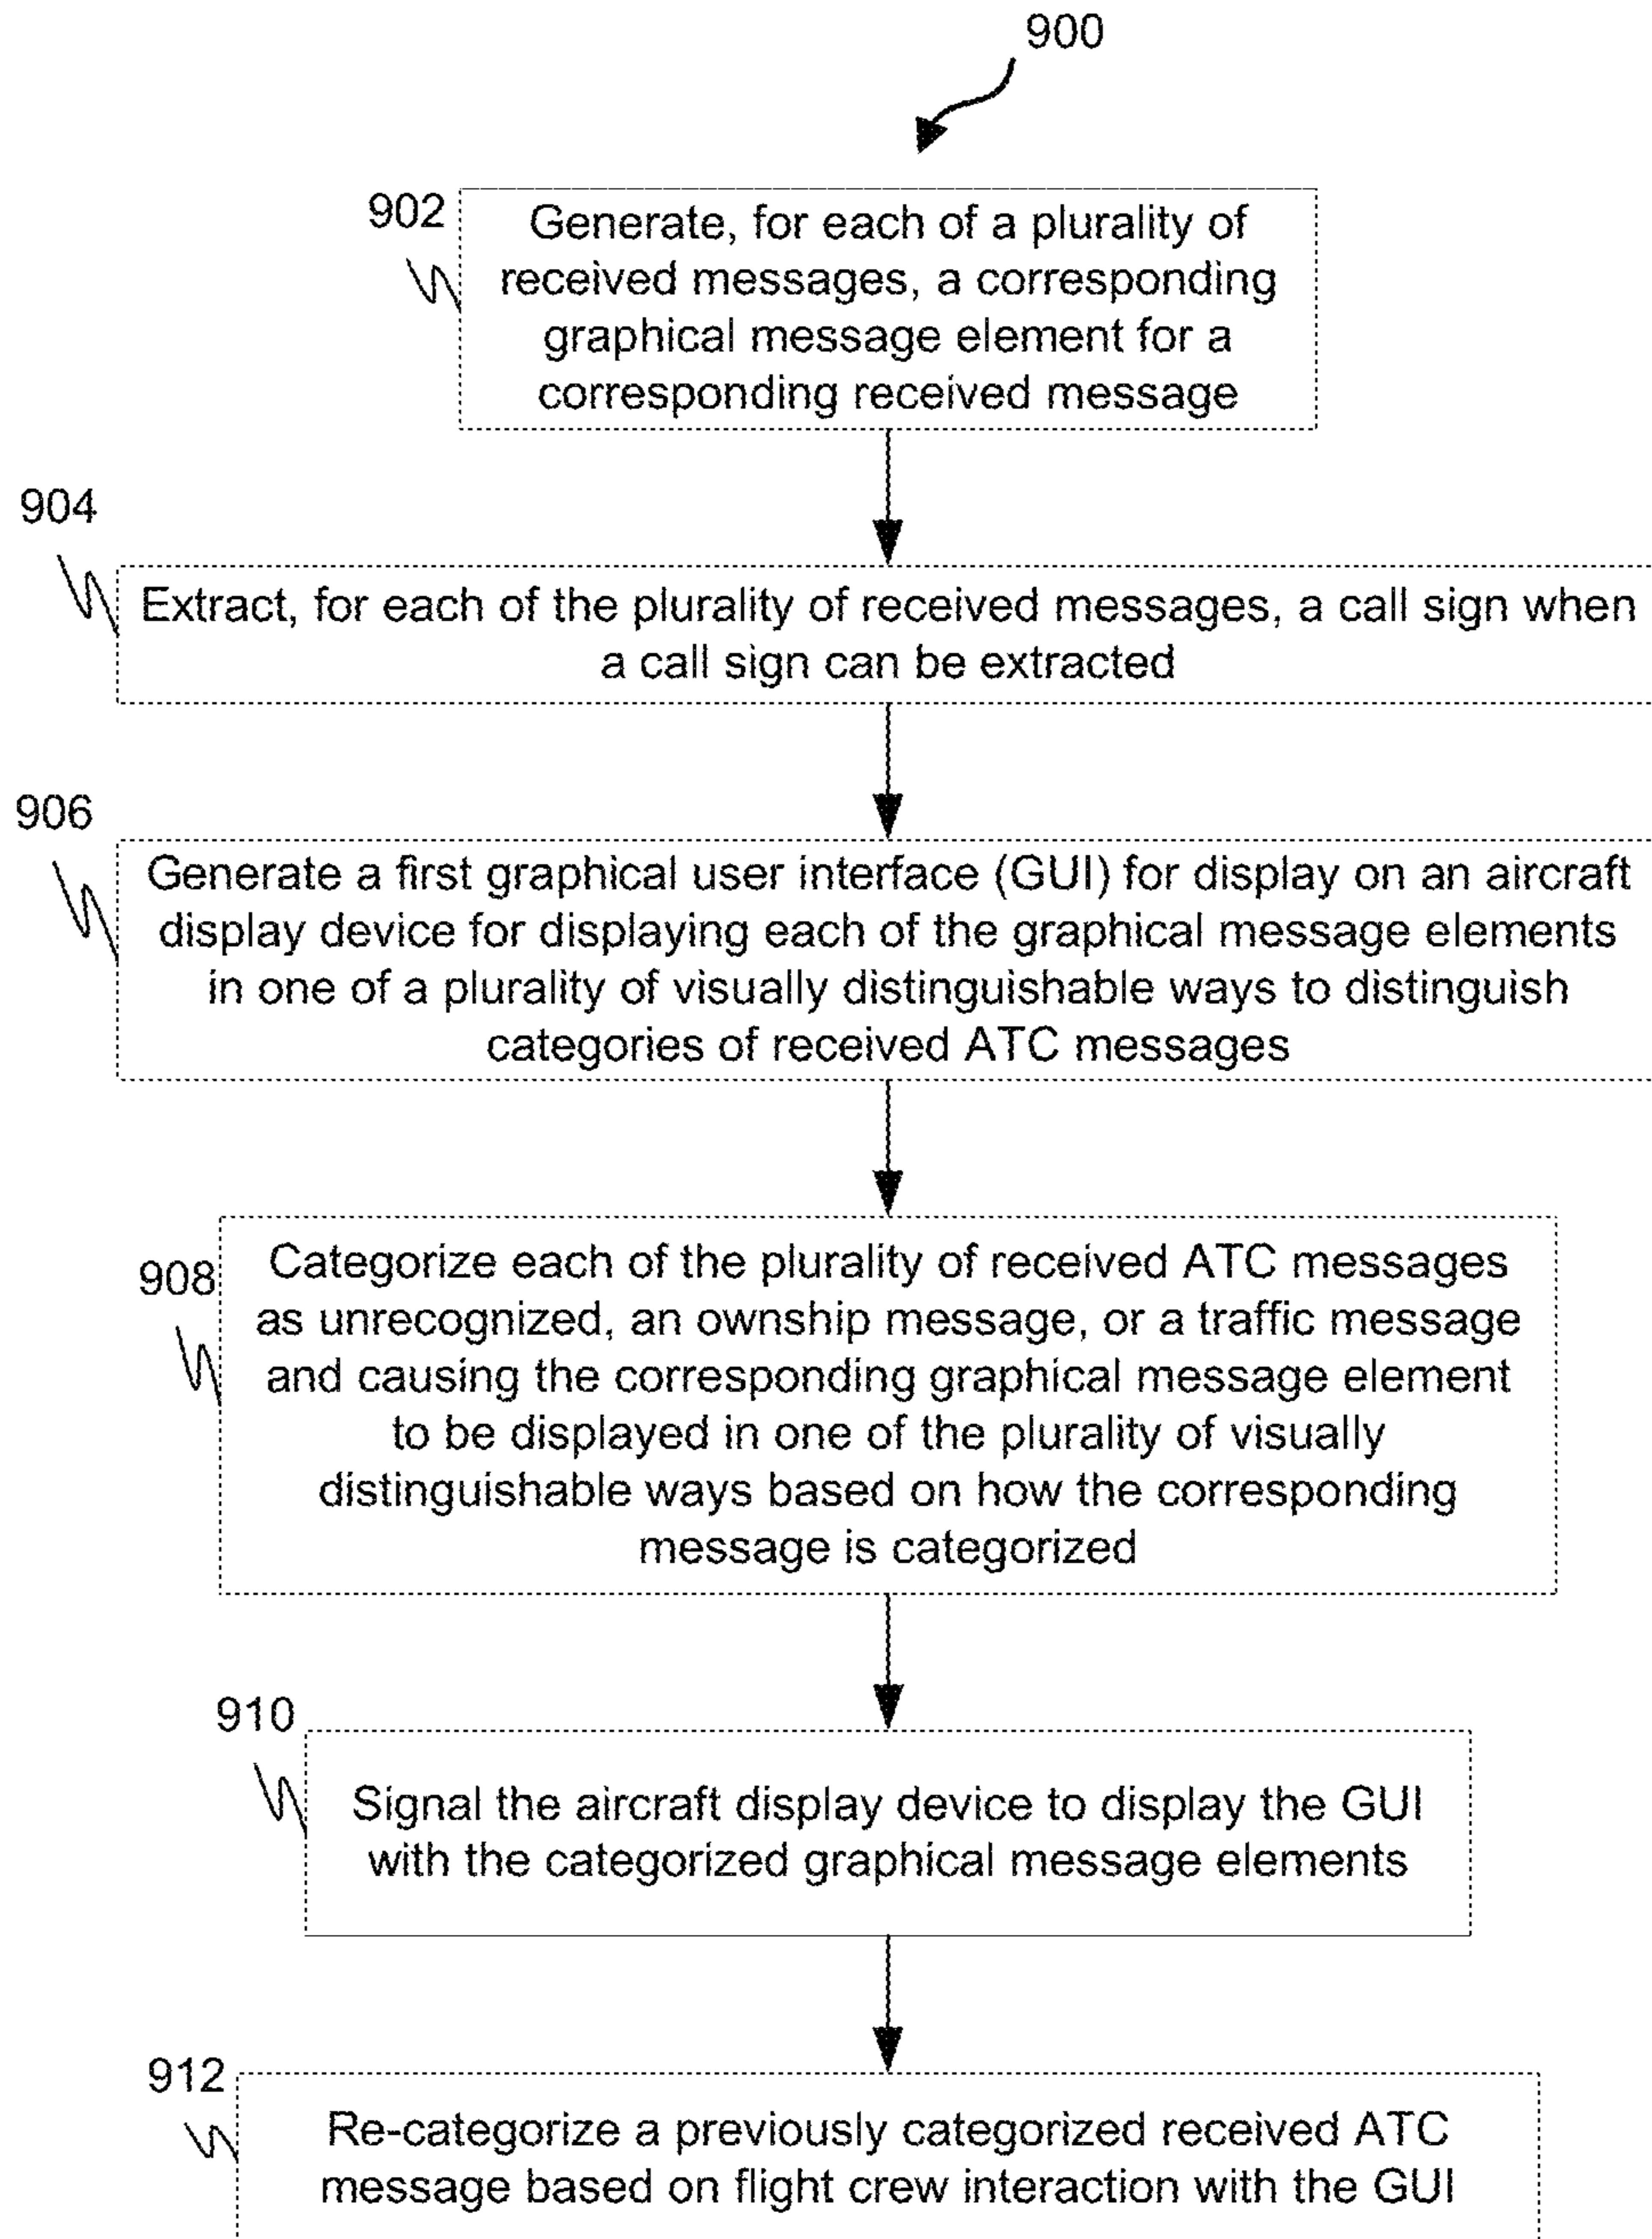 900
902
Generate, for each of a plurality of
received messages, a corresponding
graphical message element for a
corresponding received message
904
Extract, for each of the plurality of received messages, a call sign when
a call sign can be extracted
906
Generate a first graphical user interface (GUI) for display on an aircraft
display device for displaying each of the graphical message elements
in one of a plurality of visually distinguishable ways to distinguish
categories of received ATC messages
908
Categorize each of the plurality of received ATC messages
as unrecognized, an ownship message, or a traffic message
and causing the corresponding graphical message element
to be displayed in one of the plurality of visually
distinguishable ways based on how the corresponding
message is categorized
910
Signal the aircraft display device to display the GUI
with the categorized graphical message elements
912
Re-categorize a previously categorized received ATC
message based on flight crew interaction with the GUI